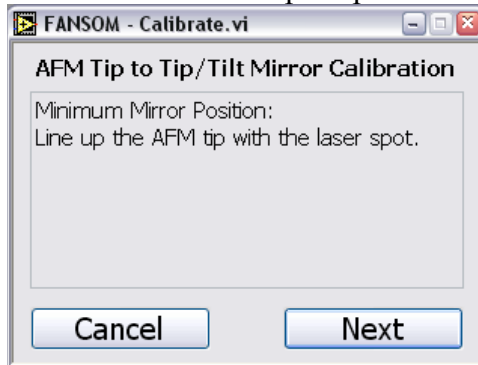 FANSOM - Calibrate.vi
AFM Tip to Tip/Tilt Mirror Calibration
Minimum Mirror Position:
Line up the AFM tip with the laser spot.
Cancel Next